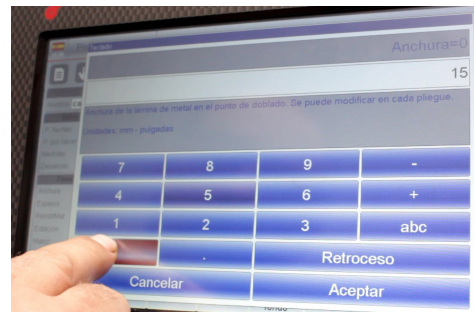 Teclado
Anchura=0
15
Anchura de la lamina de metal en el punto de doblado. Se puede modificar en cada pliegue.
Unidades: mm - pulgadas
7 8 9 -
4 5 6 +
1 2 3 abc
. Retroceso
Cancelar Aceptar